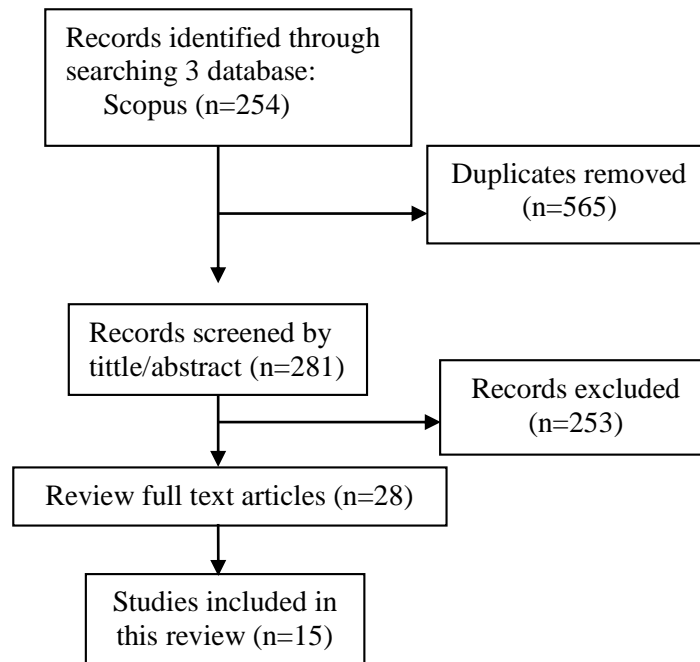 Records identified through
searching 3 database:
Scopus (n=254)
Duplicates removed
(n=565)
Records screened by
tittle/abstract (n=281)
Records excluded
(n=253)
Review full text articles (n=28)
Studies included in
this review (n=15)